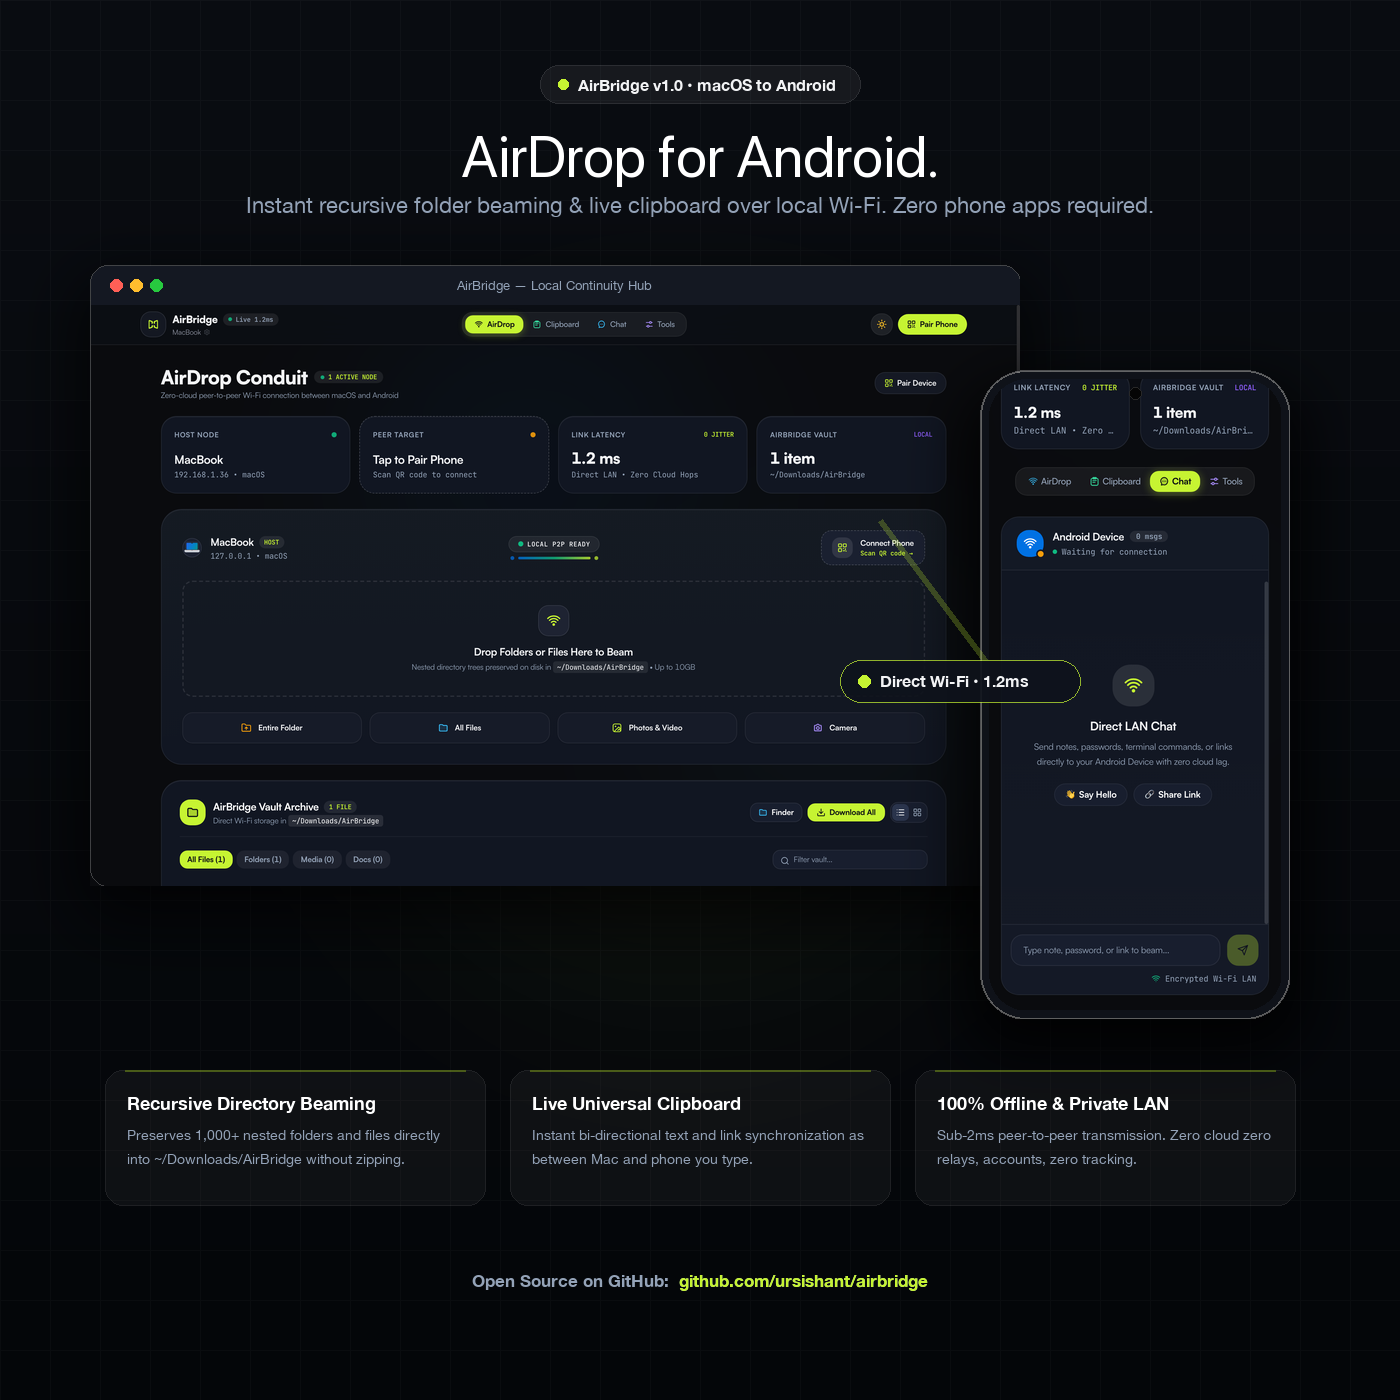 AirBridge v1.0 • macOS to Android
AirDrop for Android.
Instant recursive folder beaming & live clipboard over local Wi-Fi. Zero phone apps required.
AirBridge — Local Continuity Hub
AirBridge
Live 1.2ms
MacBook
AirDrop
Clipboard
Chat
Tools
Pair Phone
AirDrop Conduit
1 ACTIVE NODE
Zero-cloud peer-to-peer Wi-Fi connection between macOS and Android
Pair Device
HOST NODE
MacBook
192.168.1.36 • macOS
PEER TARGET
Tap to Pair Phone
Scan QR code to connect
LINK LATENCY
0 JITTER
1.2 ms
Direct LAN • Zero Cloud Hops
AIRBRIDGE VAULT
LOCAL
1 item
~/Downloads/AirBridge
MacBook
HOST
127.0.0.1 • macOS
LOCAL P2P READY
Connect Phone
Scan QR code →
Drop Folders or Files Here to Beam
Nested directory trees preserved on disk in ~/Downloads/AirBridge • Up to 10GB
Entire Folder
All Files
Photos & Video
Camera
AirBridge Vault Archive
1 FILE
Direct Wi-Fi storage in ~/Downloads/AirBridge
Finder
Download All
All Files (1)
Folders (1)
Media (0)
Docs (0)
Filter vault...
Direct Wi-Fi • 1.2ms
LINK LATENCY
0 JITTER
1.2 ms
Direct LAN • Zero …
AIRBRIDGE VAULT
LOCAL
1 item
~/Downloads/AirBri…
AirDrop
Clipboard
Chat
Tools
Android Device
0 msgs
Waiting for connection
Direct LAN Chat
Send notes, passwords, terminal commands, or links
directly to your Android Device with zero cloud lag.
👋 Say Hello
Share Link
Type note, password, or link to beam...
Encrypted Wi-Fi LAN
Recursive Directory Beaming
Preserves 1,000+ nested folders and files directly
into ~/Downloads/AirBridge without zipping.
Live Universal Clipboard
Instant bi-directional text and link synchronization as
between Mac and phone you type.
100% Offline & Private LAN
Sub-2ms peer-to-peer transmission. Zero cloud zero
relays, accounts, zero tracking.
Open Source on GitHub: github.com/ursishant/airbridge